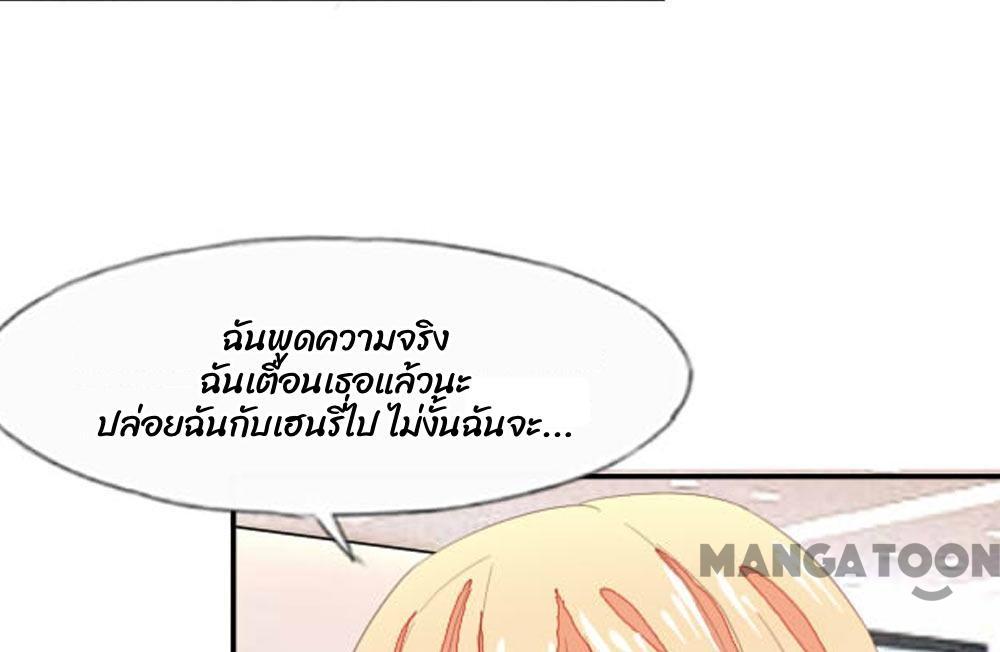 ฉันพูดความจริง
ฉันเตือนเธอแล้วนะ
ปล่อยฉันกับเฮนรี่ไป ไม่งั้นฉันจะ...
MANGATOON